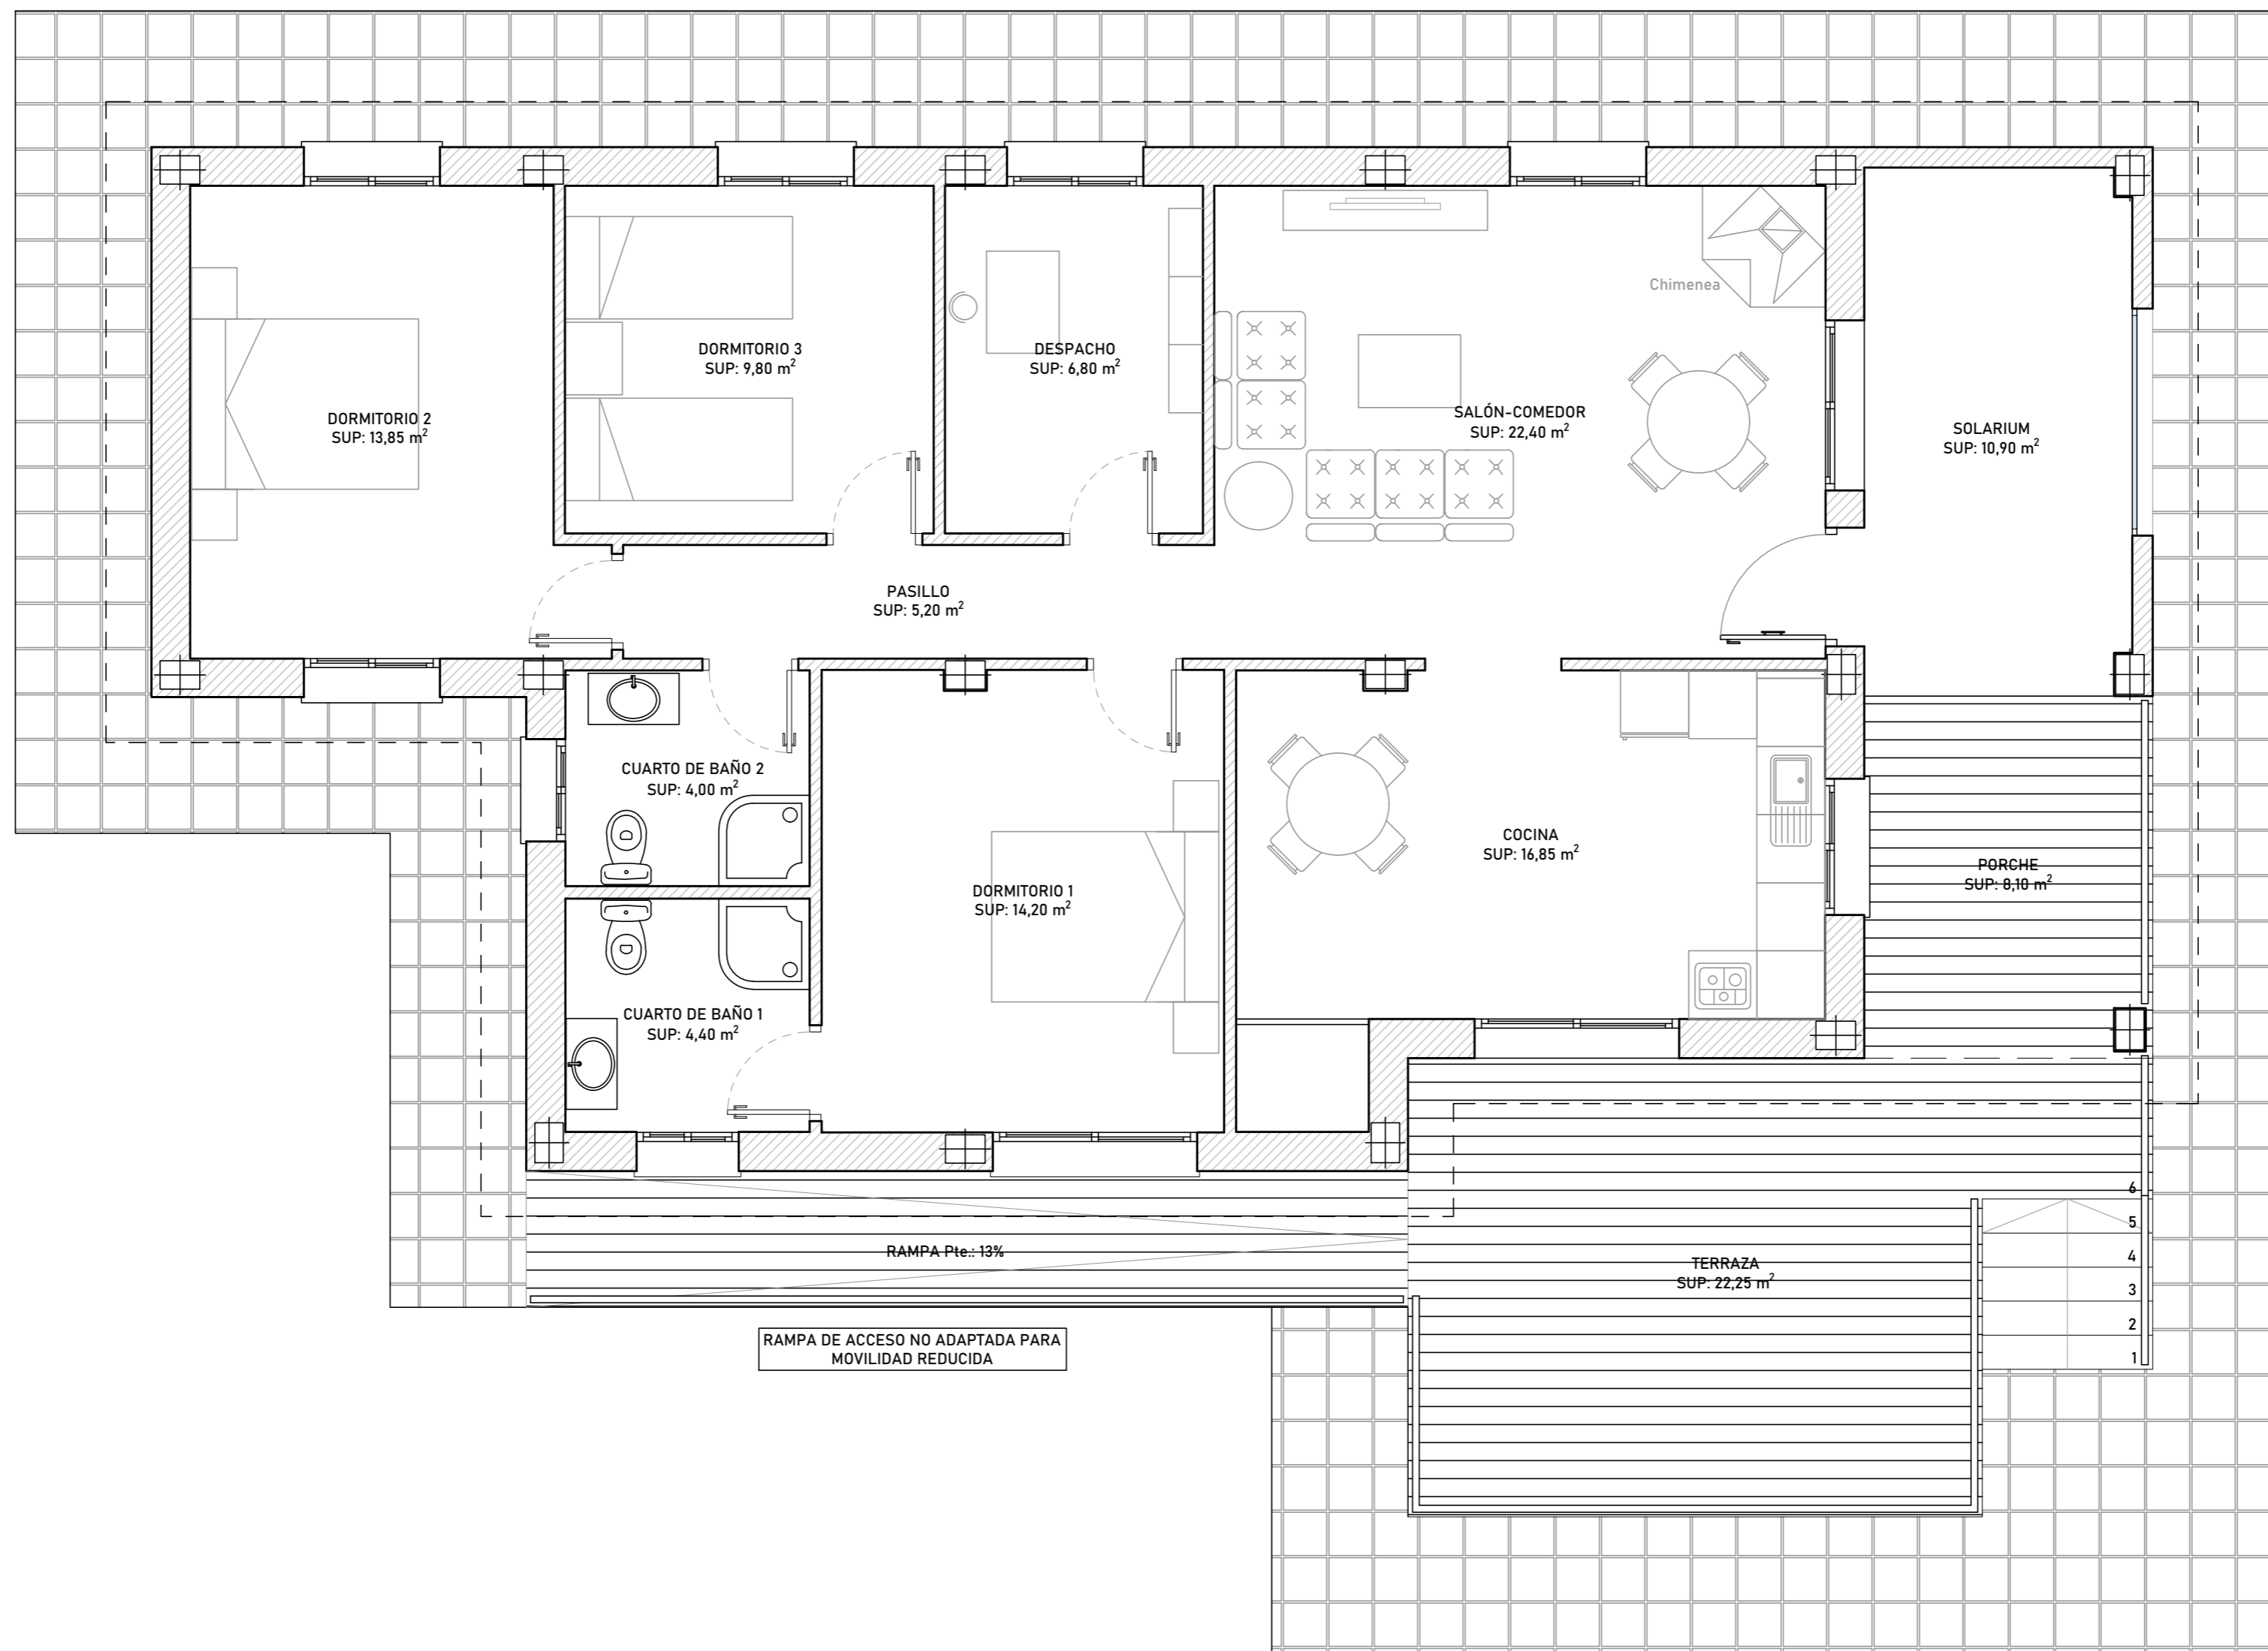 Chimenea
DORMITORIO 3
SUP: 9,80 m²
DESPACHO
SUP: 6,80 m²
DORMITORIO 2
SUP: 13,85 m²
SALÓN-COMEDOR
SUP: 22,40 m²
SOLARIUM
SUP: 10,90 m²
PASILLO
SUP: 5,20 m²
CUARTO DE BAÑO 2
SUP: 4,00 m²
COCINA
SUP: 16,85 m²
PORCHE
SUP: 8,10 m²
DORMITORIO 1
SUP: 14,20 m²
CUARTO DE BAÑO 1
SUP: 4,40 m²
6
5
4
3
2
1
RAMPA Pte.: 13%
TERRAZA
SUP: 22,25 m²
RAMPA DE ACCESO NO ADAPTADA PARA
MOVILIDAD REDUCIDA